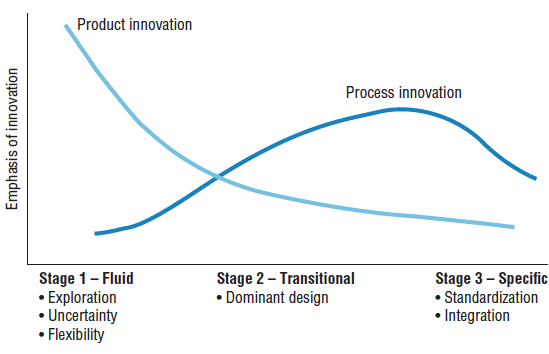 Product innovation
Process innovation
Emphasis of innovation
Stage 1 – Fluid
• Exploration
• Uncertainty
• Flexibility
Stage 2 – Transitional
• Dominant design
Stage 3 – Specific
• Standardization
• Integration